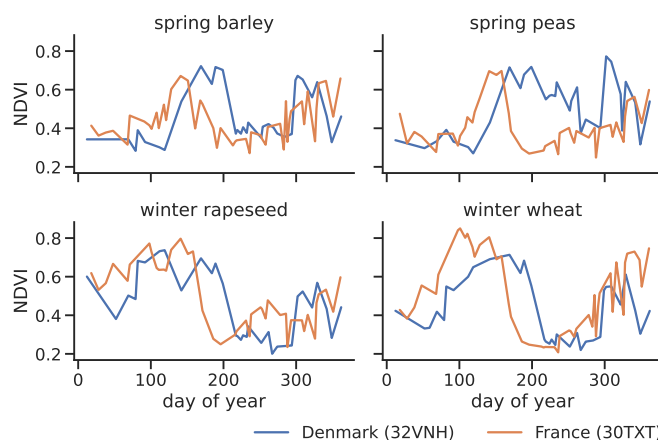 spring barley
spring peas
NDVI
0.8
0.6
0.4
0.2
winter rapeseed
winter wheat
NDVI
0.8
0.6
0.4
0.2
0 100 200 300
0 100 200 300
day of year
day of year
Denmark (32VNH) France (30TXT)